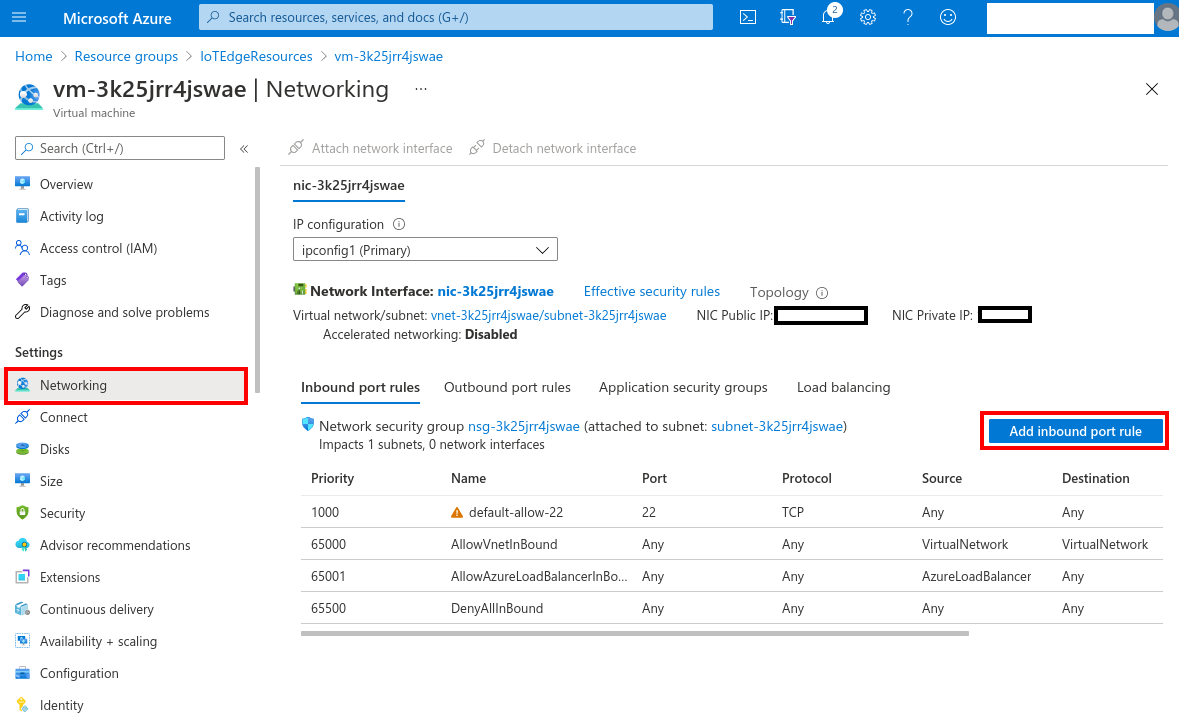 Microsoft Azure
Search resources, services, and docs (G+/)
2
Home > Resource groups > IoTEdgeResources > vm-3k25jrr4jswae
vm-3k25jrr4jswae | Networking ...
Virtual machine
Search (Ctrl+/)
«
Overview
Activity log
Access control (IAM)
Tags
Diagnose and solve problems
Settings
Networking
Connect
Disks
Size
Security
Advisor recommendations
Extensions
Continuous delivery
Availability + scaling
Configuration
Identity
Attach network interface Detach network interface
nic-3k25jrr4jswae
IP configuration
ipconfig1 (Primary)
Network Interface: nic-3k25jrr4jswae Effective security rules Topology
Virtual network/subnet: vnet-3k25jrr4jswae/subnet-3k25jrr4jswae NIC Public IP: NIC Private IP:
Accelerated networking: Disabled
Inbound port rules Outbound port rules Application security groups Load balancing
Network security group nsg-3k25jrr4jswae (attached to subnet: subnet-3k25jrr4jswae)
Impacts 1 subnets, 0 network interfaces
Add inbound port rule
Priority Name Port Protocol Source Destination
1000 default-allow-22 22 TCP Any Any
65000 AllowVnetInBound Any Any VirtualNetwork VirtualNetwork
65001 AllowAzureLoadBalancerInBo... Any Any AzureLoadBalancer Any
65500 DenyAllInBound Any Any Any Any